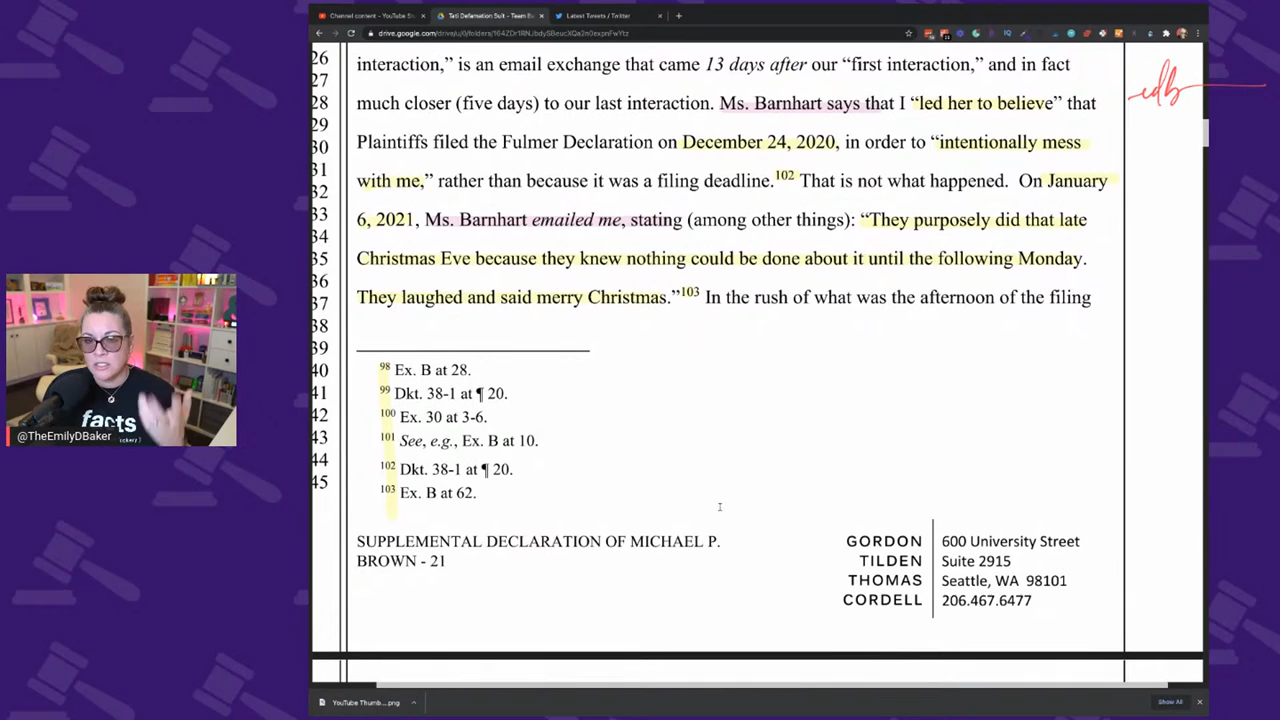 Channel content - YouTube St
Tati Defamation Suit - Team B
Latest Tweets / Twitter
26 interaction,” is an email exchange that came 13 days after our “first interaction,” and in fact
27
28 much closer (five days) to our last interaction. Ms. Barnhart says that I “led her to believe” that
29
30 Plaintiffs filed the Fulmer Declaration on December 24, 2020, in order to “intentionally mess
31
32 with me,” rather than because it was a filing deadline.102 That is not what happened. On January
33 6, 2021, Ms. Barnhart emailed me, stating (among other things): “They purposely did that late
34
35 Christmas Eve because they knew nothing could be done about it until the following Monday.
36
37 They laughed and said merry Christmas.”103 In the rush of what was the afternoon of the filing
38
39
40 98 Ex. B at 28.
41 99 Dkt. 38-1 at ¶ 20.
42 100 Ex. 30 at 3-6.
43 101 See, e.g., Ex. B at 10.
44 102 Dkt. 38-1 at ¶ 20.
45 103 Ex. B at 62.
SUPPLEMENTAL DECLARATION OF MICHAEL P.
BROWN - 21
GORDON 600 University Street
TILDEN Suite 2915
THOMAS Seattle, WA 98101
CORDELL 206.467.6477
edb
facts
@TheEmilyDBaker
YouTube Thumb....png
Show All